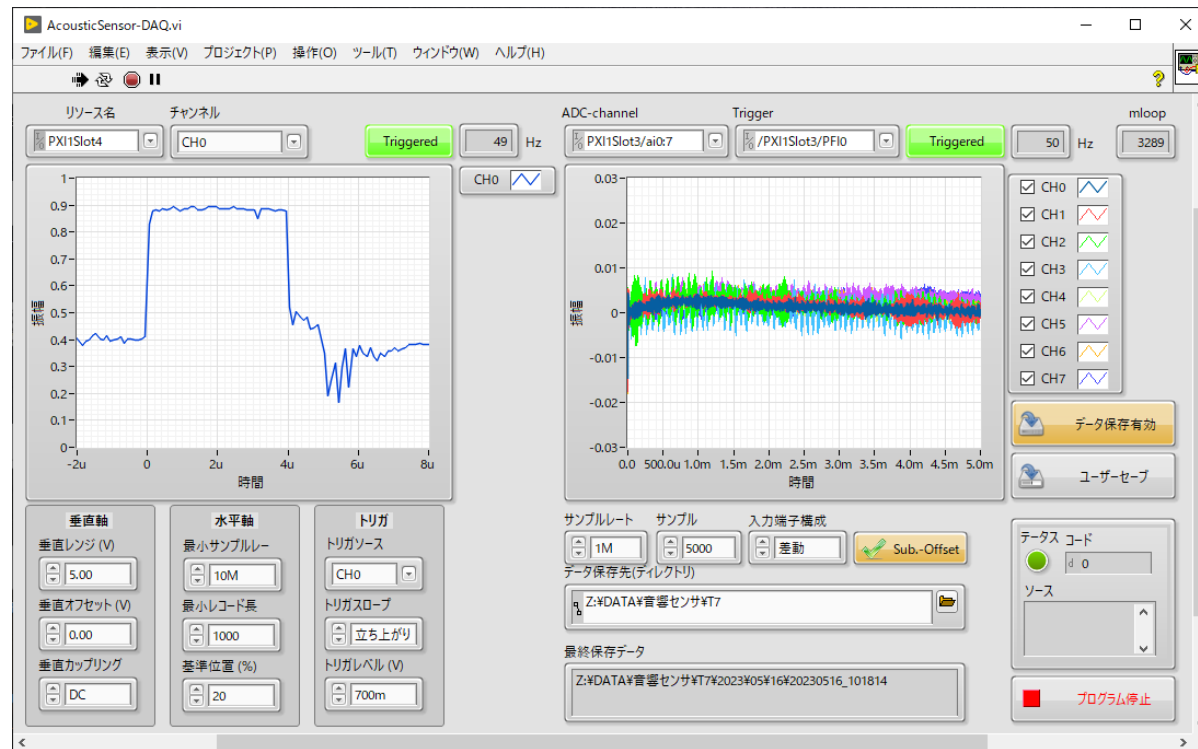 AcousticSensor-DAQ.vi
ファイル(F) 編集(E) 表示(V) プロジェクト(P) 操作(O) ツール(T) ウィンドウ(W) ヘルプ(H)
リソース名 チャンネル
PXI1Slot4 CH0 Triggered 49 Hz
CH0
1
0.9
0.8
0.7
0.6
0.5
0.4
0.3
0.2
0.1
0
振幅
-2u 0 2u 4u 6u 8u
時間
垂直軸
垂直レンジ (V)
5.00
垂直オフセット (V)
0.00
垂直カップリング
DC
水平軸
最小サンプルレー
10M
最小レコード長
1000
基準位置 (%)
20
トリガ
トリガソース
CH0
トリガスロープ
立ち上がり
トリガレベル (V)
700m
ADC-channel Trigger mloop
PXI1Slot3/ai0:7 /PXI1Slot3/PFI0 Triggered 50 Hz 3289
0.03
0.02
0.01
0
-0.01
-0.02
-0.03
振幅
0.0 500.0u 1.0m 1.5m 2.0m 2.5m 3.0m 3.5m 4.0m 4.5m 5.0m
時間
CH0
CH1
CH2
CH3
CH4
CH5
CH6
CH7
データ保存有効
ユーザーセーブ
サンプルレート サンプル 入力端子構成
1M 5000 差動 Sub.-Offset
データ保存先(ディレクトリ)
Z:¥DATA¥音響センサ¥T7
最終保存データ
Z:¥DATA¥音響センサ¥T7¥2023¥05¥16¥20230516_101814
テータス コード
d 0
ソース
プログラム停止